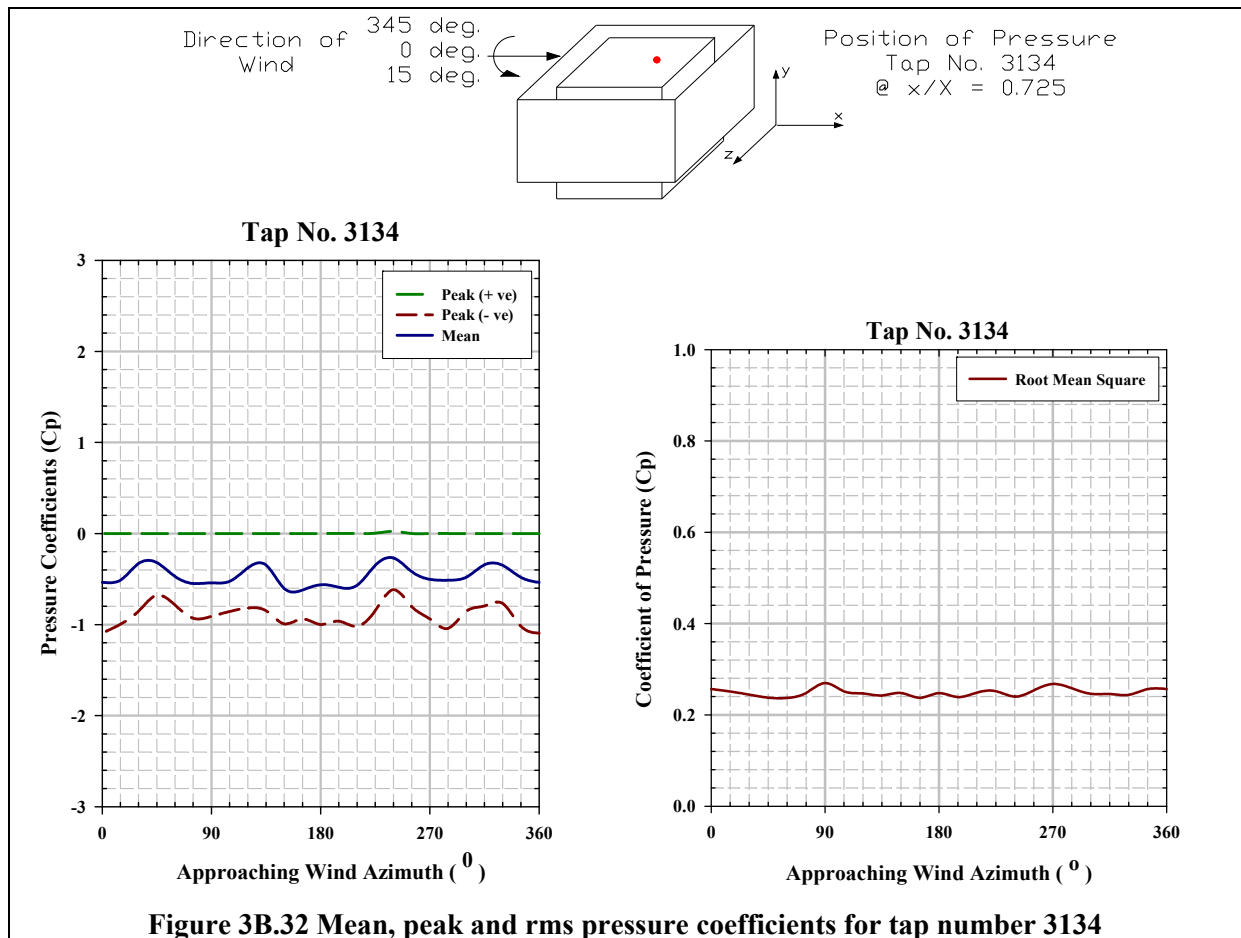 Direction of
Wind
345 deg.
0 deg.
15 deg.
Position of Pressure
Tap No. 3134
@ x/X = 0.725
y
x
z
Tap No. 3134
3
2
1
0
-1
-2
-3
Pressure Coefficients (Cp)
Peak (+ ve)
Peak (- ve)
Mean
0
90
180
270
360
Approaching Wind Azimuth ( 0 )
Tap No. 3134
1.0
0.8
0.6
0.4
0.2
0.0
Coefficient of Pressure (Cp)
Root Mean Square
0
90
180
270
360
Approaching Wind Azimuth ( o )
Figure 3B.32 Mean, peak and rms pressure coefficients for tap number 3134